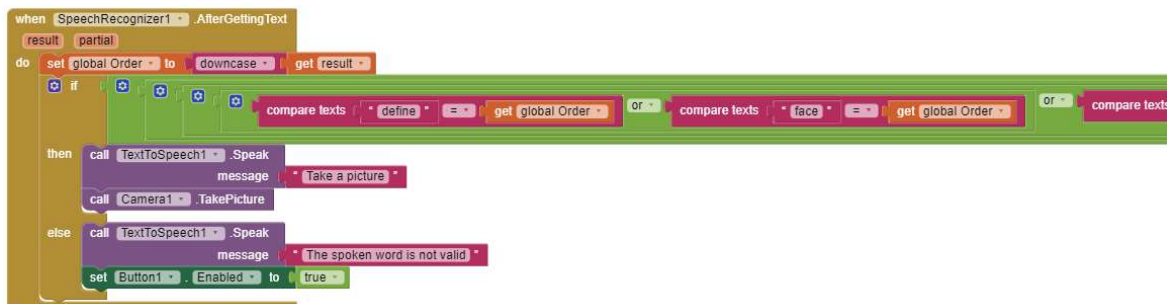 when SpeechRecognizer1 .AfterGettingText
result partial
do set global Order to downcase get result
if compare texts " define " = get global Order or compare texts " face " = get global Order or compare texts
then call TextToSpeech1 .Speak
message " Take a picture "
call Camera1 .TakePicture
else call TextToSpeech1 .Speak
message " The spoken word is not valid "
set Button1 . Enabled to true